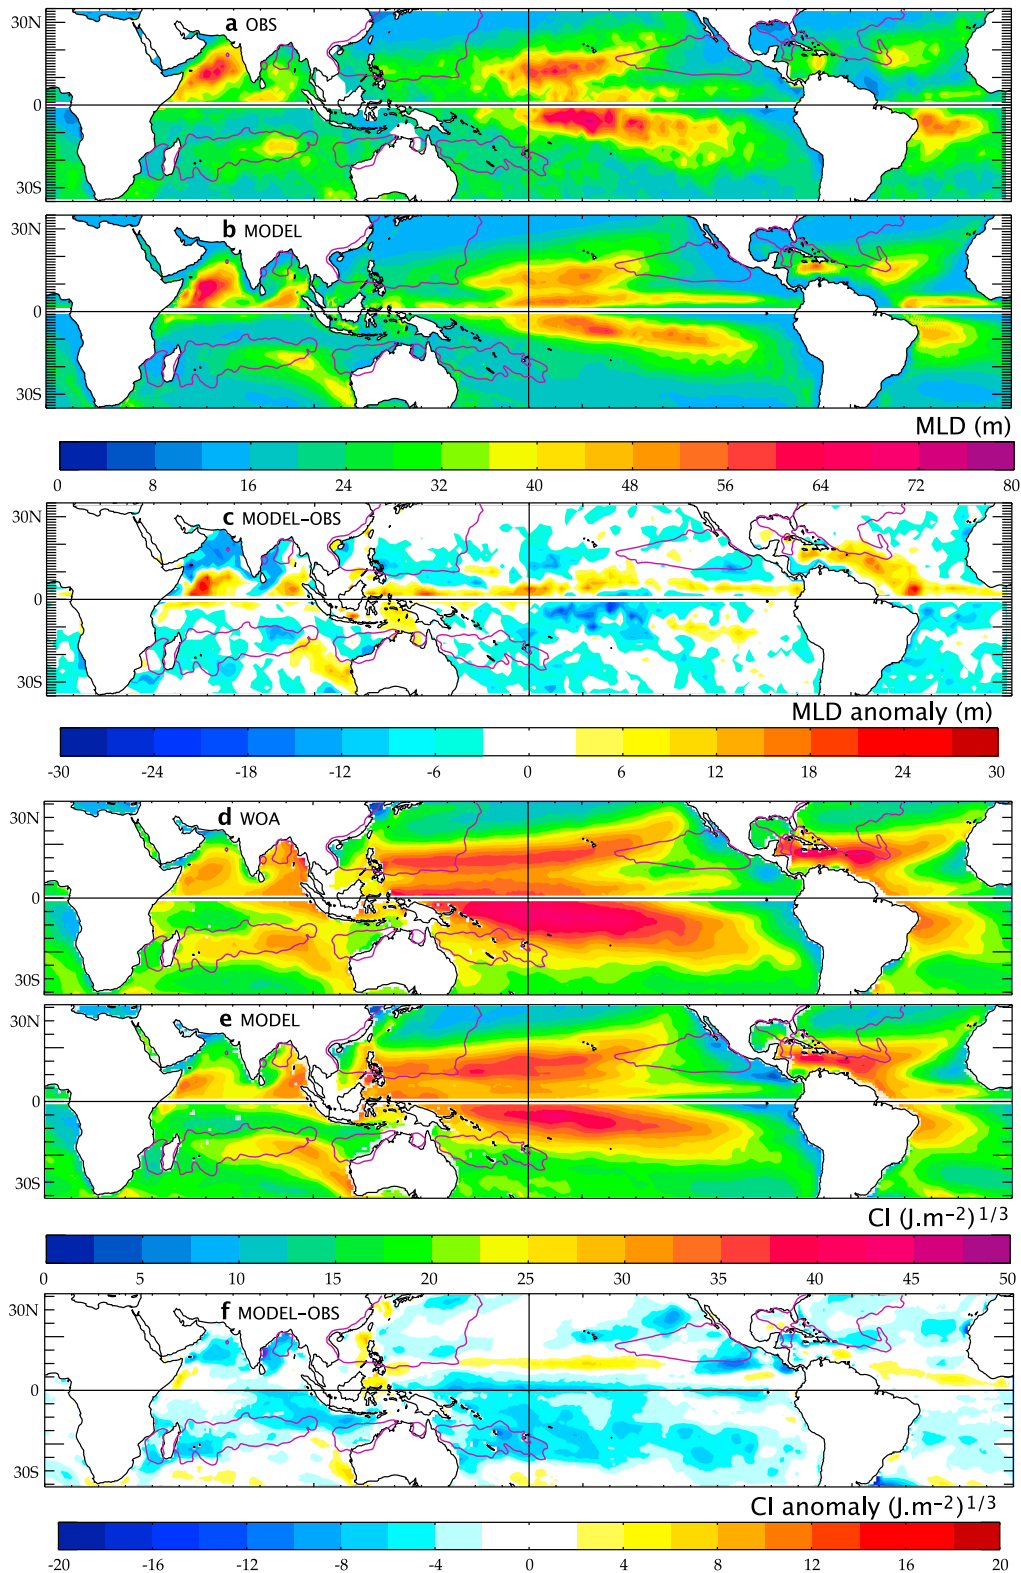 30N
a OBS
0
30S
30N
b MODEL
0
30S
MLD (m)
0 8 16 24 32 40 48 56 64 72 80
30N
c MODEL-OBS
0
30S
MLD anomaly (m)
-30 -24 -18 -12 -6 0 6 12 18 24 30
30N
d WOA
0
30S
30N
e MODEL
0
30S
CI (J.m-2)1/3
0 5 10 15 20 25 30 35 40 45 50
30N
f MODEL-OBS
0
30S
CI anomaly (J.m-2)1/3
-20 -16 -12 -8 -4 0 4 8 12 16 20